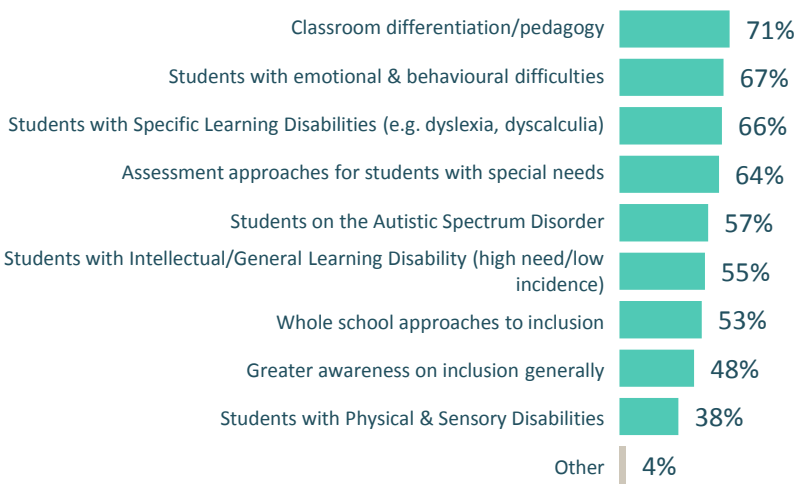 Classroom differentiation/pedagogy 71%
Students with emotional & behavioural difficulties 67%
Students with Specific Learning Disabilities (e.g. dyslexia, dyscalculia) 66%
Assessment approaches for students with special needs 64%
Students on the Autistic Spectrum Disorder 57%
Students with Intellectual/General Learning Disability (high need/low
incidence) 55%
Whole school approaches to inclusion 53%
Greater awareness on inclusion generally 48%
Students with Physical & Sensory Disabilities 38%
Other 4%